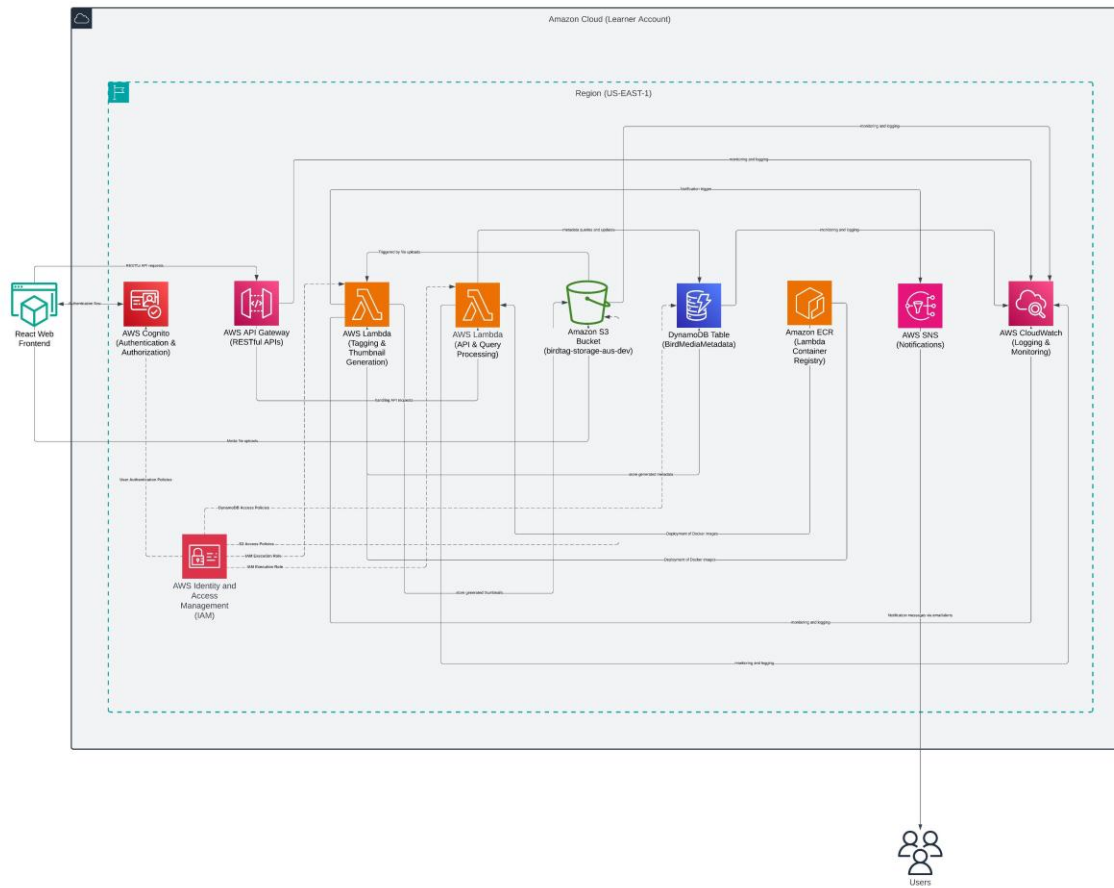 Amazon Cloud (Learner Account)
Region (US-EAST-1)
monitoring and logging
monitoring and logging
Notification trigger
metadata queries and updates
monitoring and logging
Triggered by file uploads
RESTful API requests
Authentication flow
React Web
Frontend
AWS Cognito
(Authentication &
Authorization)
AWS API Gateway
(RESTful APIs)
AWS Lambda
(Tagging &
Thumbnail
Generation)
AWS Lambda
(API & Query
Processing)
Amazon S3
Bucket
(birdtag-storage-aus-dev)
DynamoDB Table
(BirdMediaMetadata)
Amazon ECR
(Lambda
Container
Registry)
AWS SNS
(Notifications)
AWS CloudWatch
(Logging &
Monitoring)
handling API requests
Media file uploads
store generated metadata
User Authentication Policies
DynamoDB Access Policies
S3 Access Policies
IAM Execution Role
IAM Execution Role
Deployment of Docker Images
Deployment of Docker Images
AWS Identity and
Access
Management
(IAM)
store generated thumbnails
Notification messages via email/sms
monitoring and logging
monitoring and logging
Users